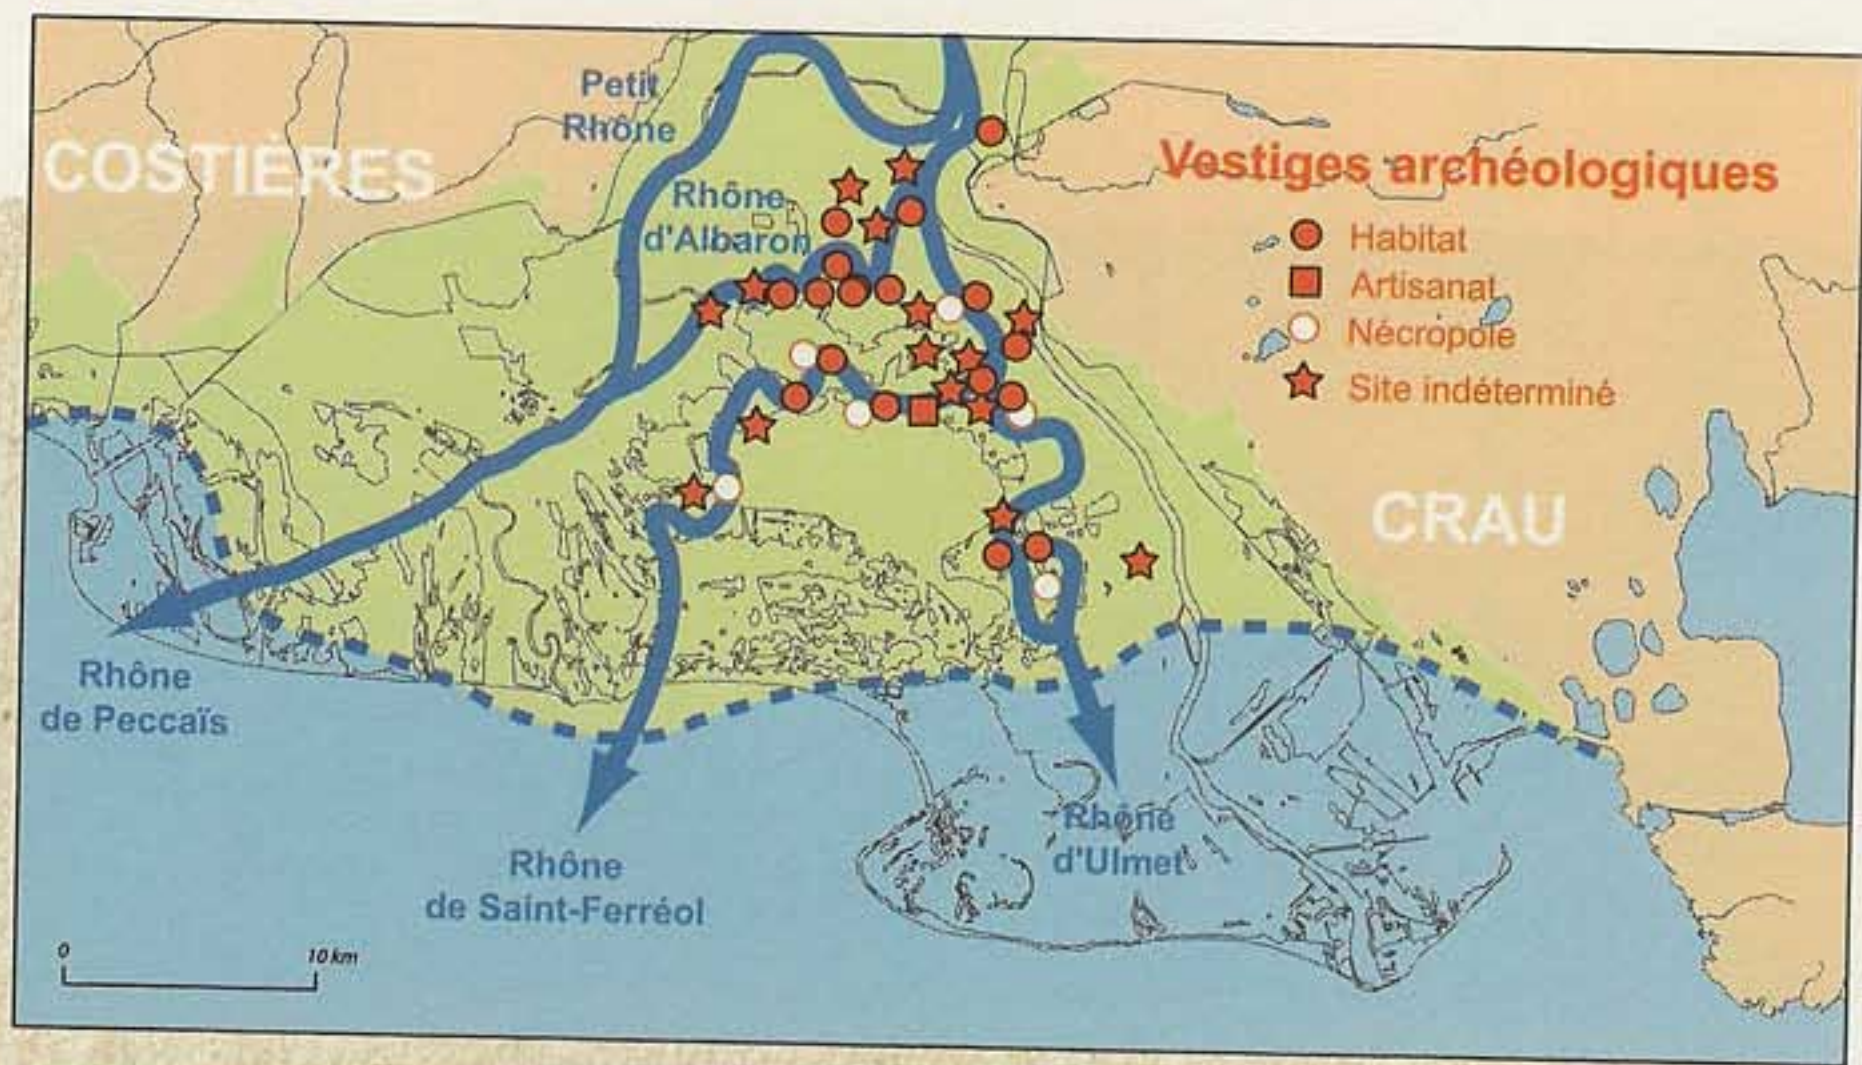 Petit
Rhône
COSTIÈRES
Rhône
d'Albaron
Vestiges archéologiques
Habitat
Artisanat
Nécropole
Site indéterminé
CRAU
Rhône
de Peccaïs
Rhône
de Saint-Ferréol
Rhône
d'Ulmet
0 10 km